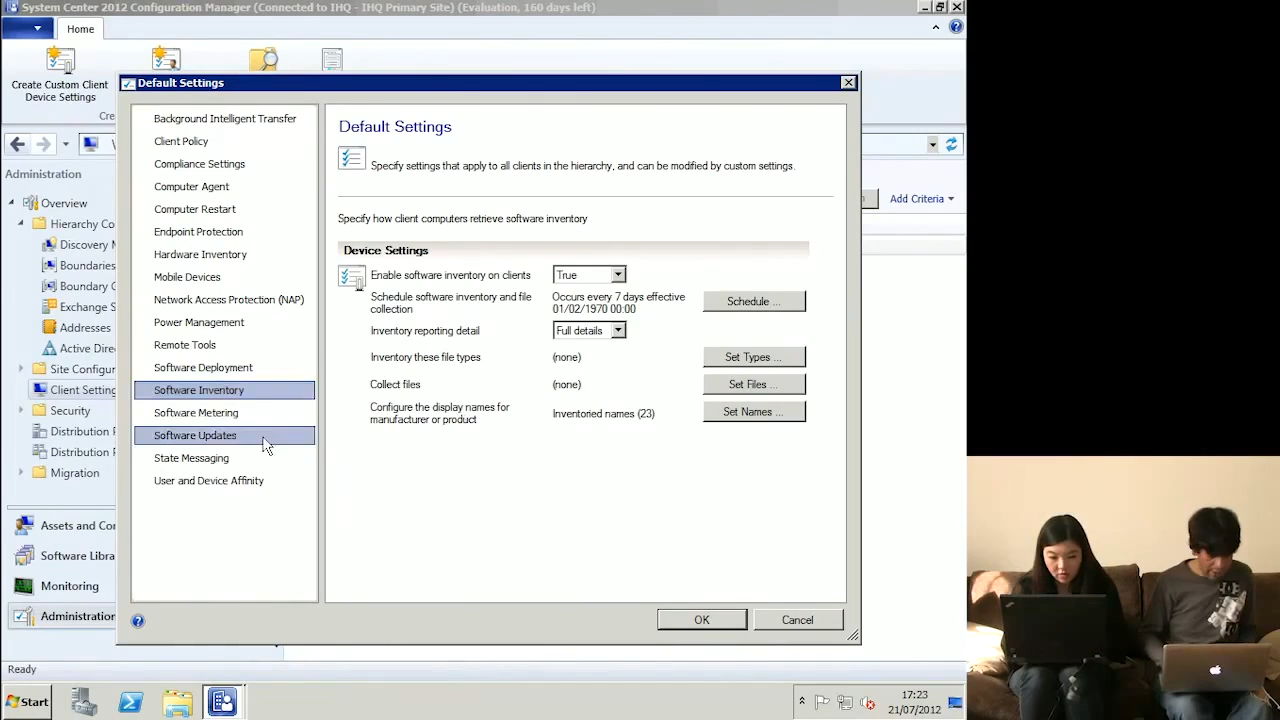 System Center 2012 Configuration Manager (Connected to IHQ - IHQ Primary Site) (Evaluation, 160 days left)
Home
Create Custom Client
Device Settings
Default Settings
Administration
Overview
Hierarchy Co
Discovery M
Boundaries
Boundary G
Exchange S
Addresses
Active Dire
Site Configur
Client Setting
Security
Distribution P
Distribution P
Migration
Assets and Co
Software Libra
Monitoring
Administration
Background Intelligent Transfer
Client Policy
Compliance Settings
Computer Agent
Computer Restart
Endpoint Protection
Hardware Inventory
Mobile Devices
Network Access Protection (NAP)
Power Management
Remote Tools
Software Deployment
Software Inventory
Software Metering
Software Updates
State Messaging
User and Device Affinity
Default Settings
Specify settings that apply to all clients in the hierarchy, and can be modified by custom settings.
Specify how client computers retrieve software inventory
Device Settings
Enable software inventory on clients True
Schedule software inventory and file
collection
Occurs every 7 days effective
01/02/1970 00:00
Schedule ...
Inventory reporting detail Full details
Inventory these file types (none) Set Types ...
Collect files (none) Set Files ...
Configure the display names for
manufacturer or product
Inventoried names (23) Set Names ...
OK Cancel
Add Criteria
Ready
Start
17:23
21/07/2012